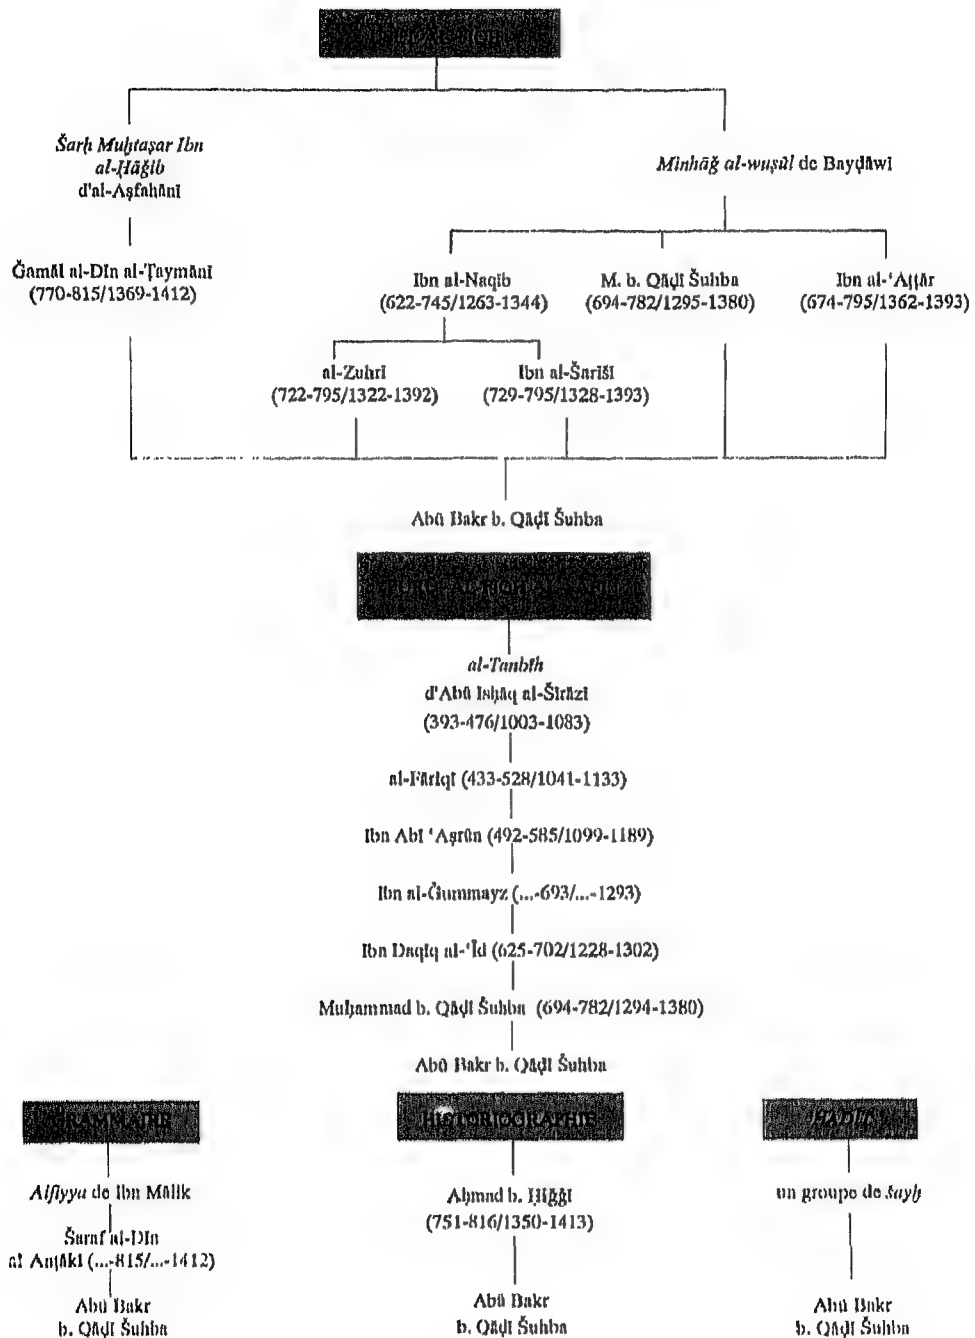 Šarḥ Muḫtaṣar Ibn
al-Ḥāǧib
d'al-Aṣfahānī
Minhāǧ al-wuṣūl de Bayḍāwī
Ǧamāl al-Dīn al-Ṭaymānī
(770-815/1369-1412)
Ibn al-Naqīb
(622-745/1263-1344)
M. b. Qāḍī Šuhba
(694-782/1295-1380)
Ibn al-‘Aṭṭār
(674-795/1362-1393)
al-Zuhrī
(722-795/1322-1392)
Ibn al-Šarīšī
(729-795/1328-1393)
Abū Bakr b. Qāḍī Šuhba
al-Tanbīh
d'Abū Isḥāq al-Šīrāzī
(393-476/1003-1083)
al-Fāriqī (433-528/1041-1133)
Ibn Abī ‘Aṣrūn (492-585/1099-1189)
Ibn al-Ǧummayz (...-693/...-1293)
Ibn Daqīq al-‘Īd (625-702/1228-1302)
Muḥammad b. Qāḍī Šuhba (694-782/1294-1380)
Abū Bakr b. Qāḍī Šuhba
GRAMMAIRE
Alfiyya de Ibn Mālik
Šaraf al-Dīn
al Anṭākī (...-815/...-1412)
Abū Bakr
b. Qāḍī Šuhba
HISTORIOGRAPHIE
Aḥmad b. Ḥiǧǧī
(751-816/1350-1413)
Abū Bakr
b. Qāḍī Šuhba
ḤADĪṮ
un groupe de šayḫ
Abū Bakr
b. Qāḍī Šuhba